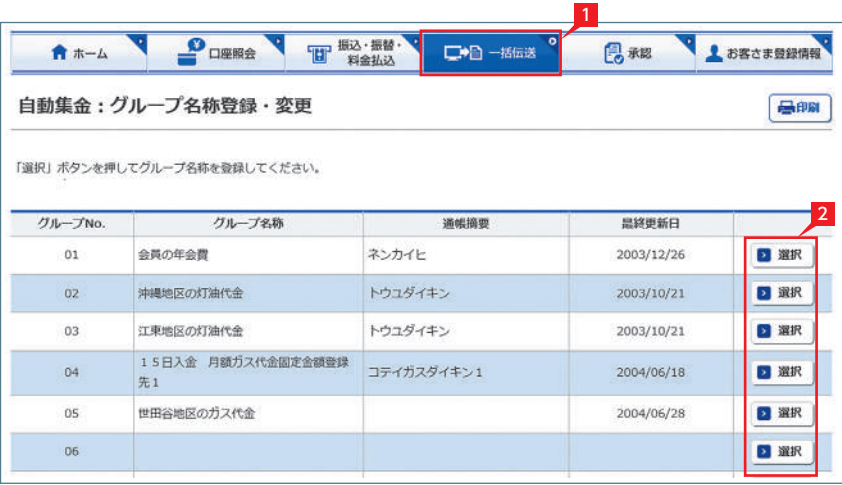 1
ホーム
口座照会
振込・振替・
料金払込
一括伝送
承認
お客さま登録情報
自動集金：グループ名称登録・変更
印刷
「選択」ボタンを押してグループ名称を登録してください。
2
グループNo. グループ名称 通帳摘要 最終更新日
01 会員の年会費 ネンカイヒ 2003/12/26 選択
02 沖縄地区の灯油代金 トウユダイキン 2003/10/21 選択
03 江東地区の灯油代金 トウユダイキン 2003/10/21 選択
04 １５日入金　月額ガス代金固定金額登録
先１ コテイガスダイキン１ 2004/06/18 選択
05 世田谷地区のガス代金 2004/06/28 選択
06 選択